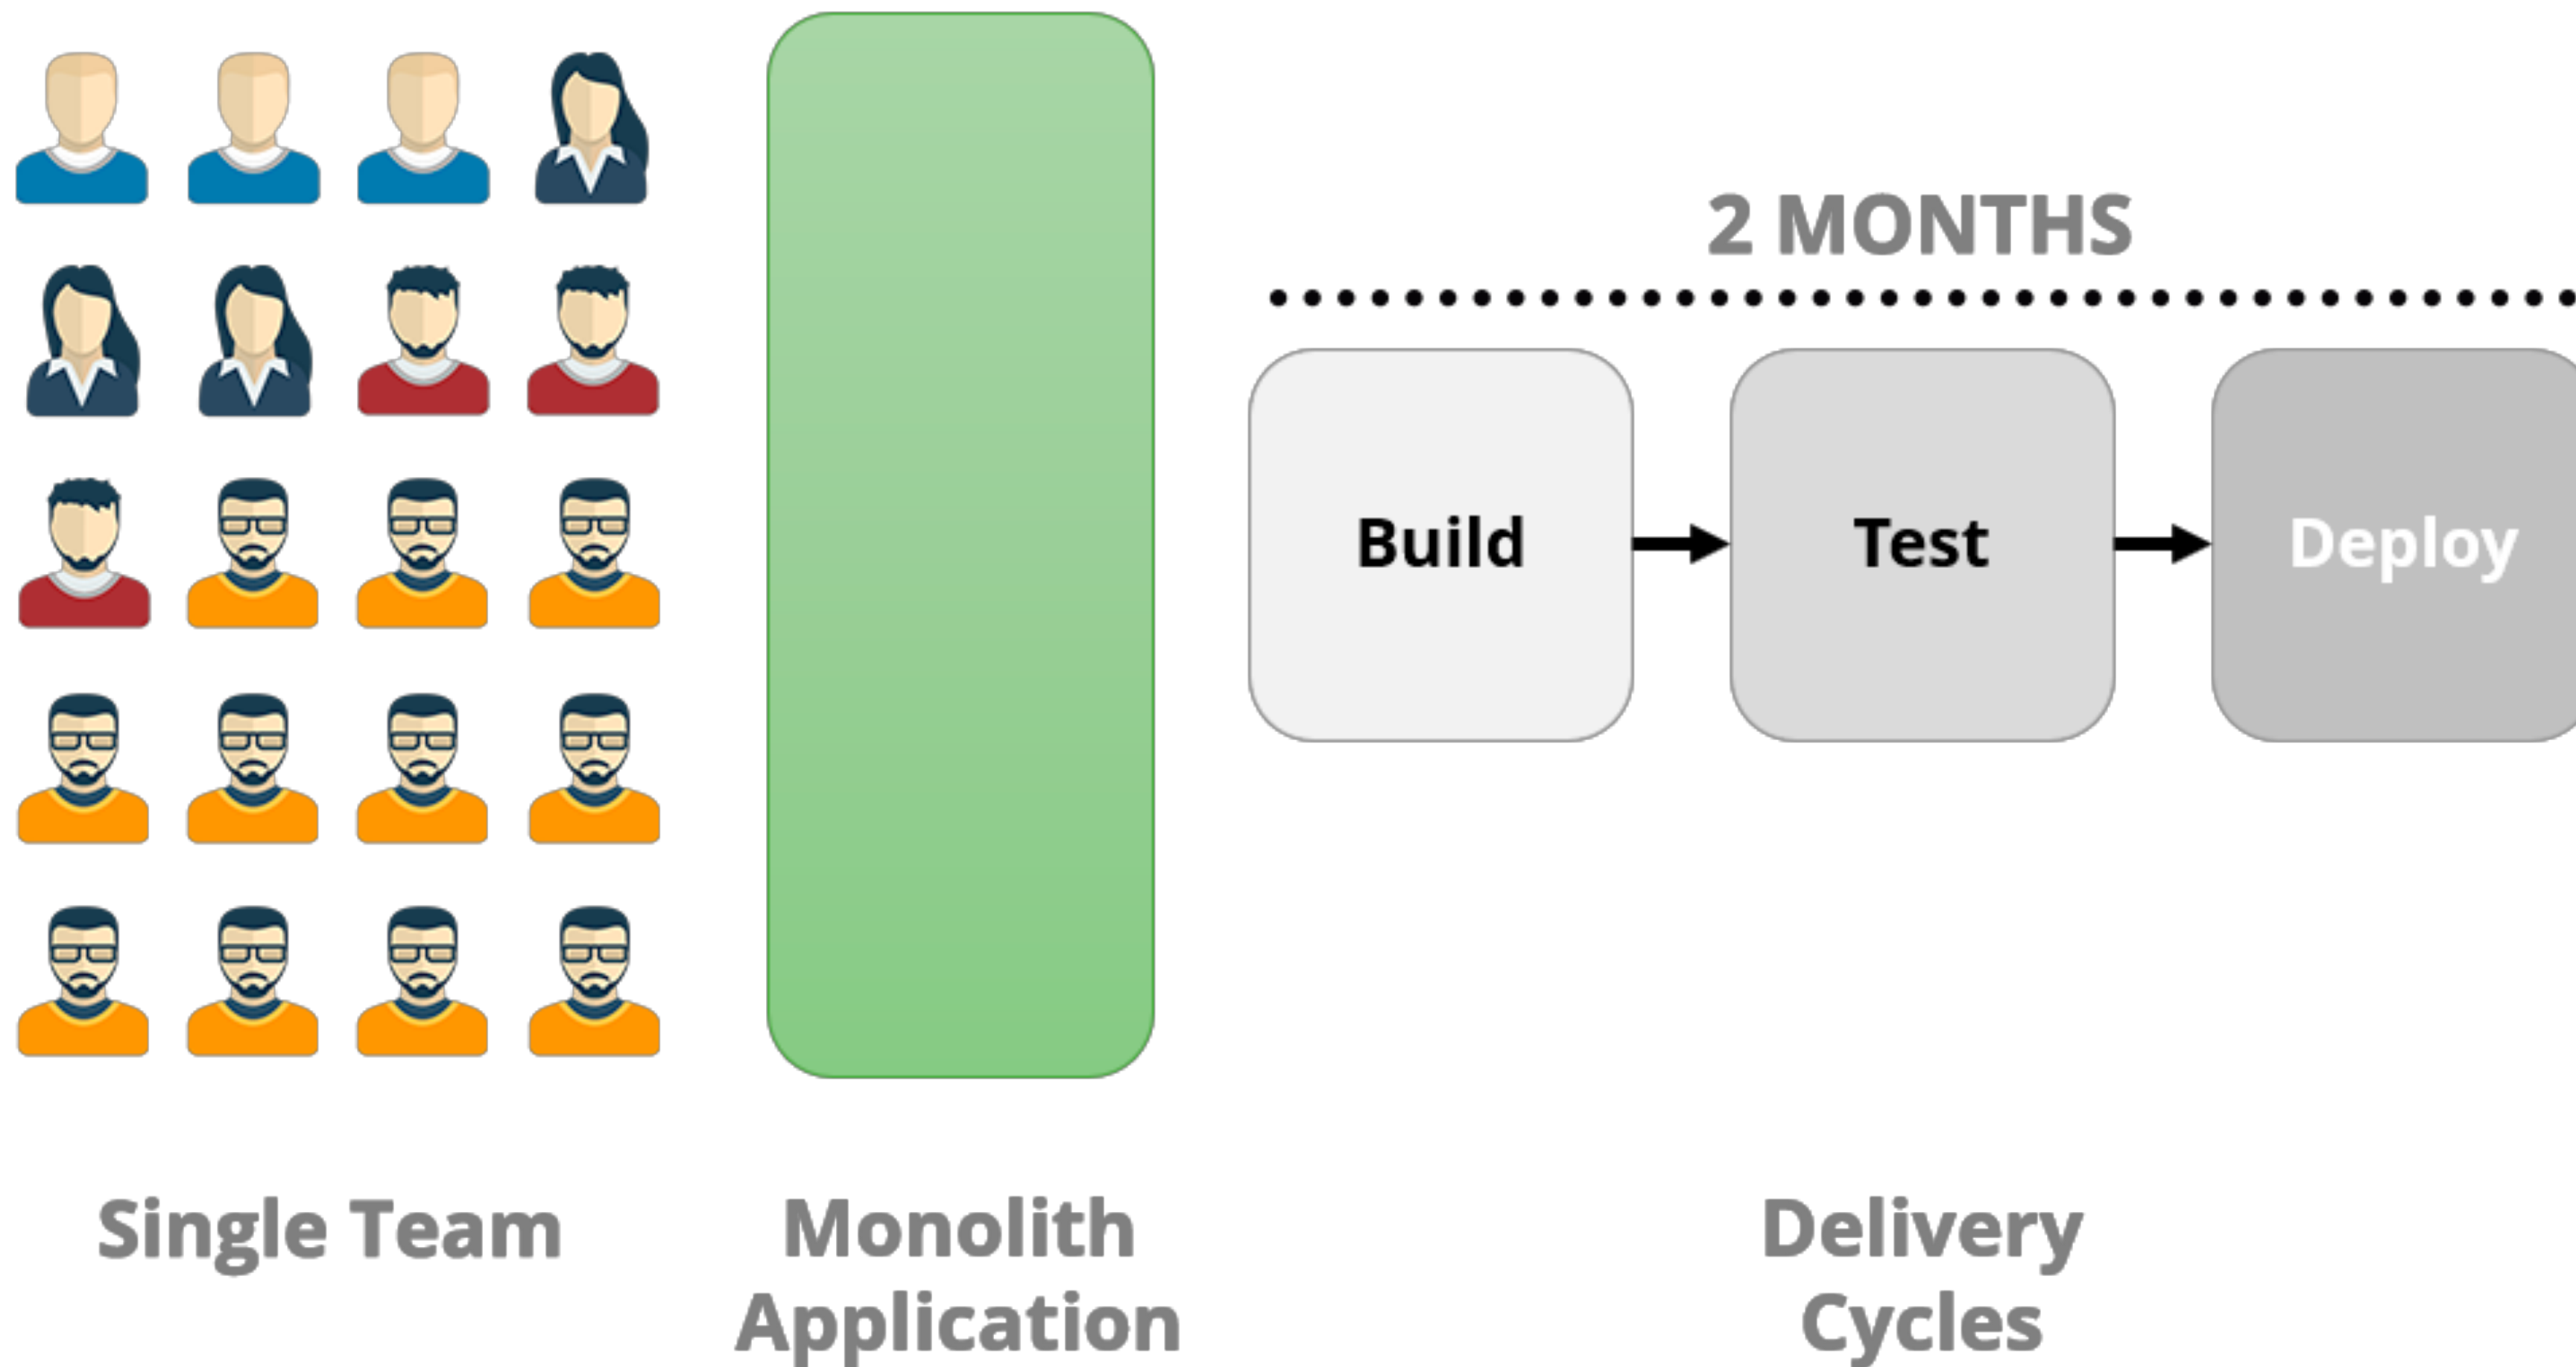 2 MONTHS
Build
Test
Deploy
Single Team
Monolith
Application
Delivery
Cycles